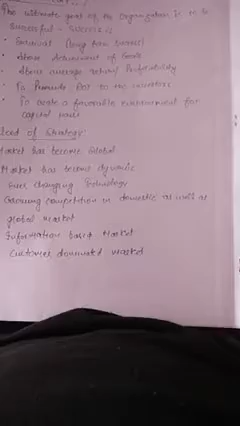 The ultimate goal of the Organization is to be
Successful - Success is
• Survival long term Success
• Above Achievement of Goals
• Above average return/Profitability
• To Promote to the investors
• To create a favorable environment for
capital
Need of Strategy:
Market has become Global
Market has become dynamic
Ever changing Technology
Growing competition in domestic as well as
global market
Information based Market
Customer dominated market